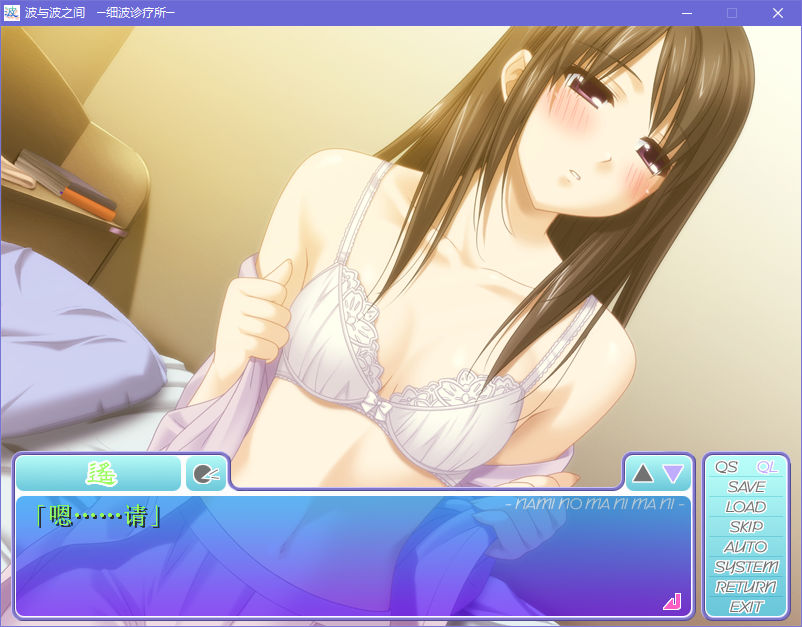 波 波与波之间 —细波诊疗所—
遥
QS QL
「嗯……请」
- NAMI NO MA NI MA NI -
SAVE
LOAD
SKIP
AUTO
SYSTEM
RETURN
EXIT